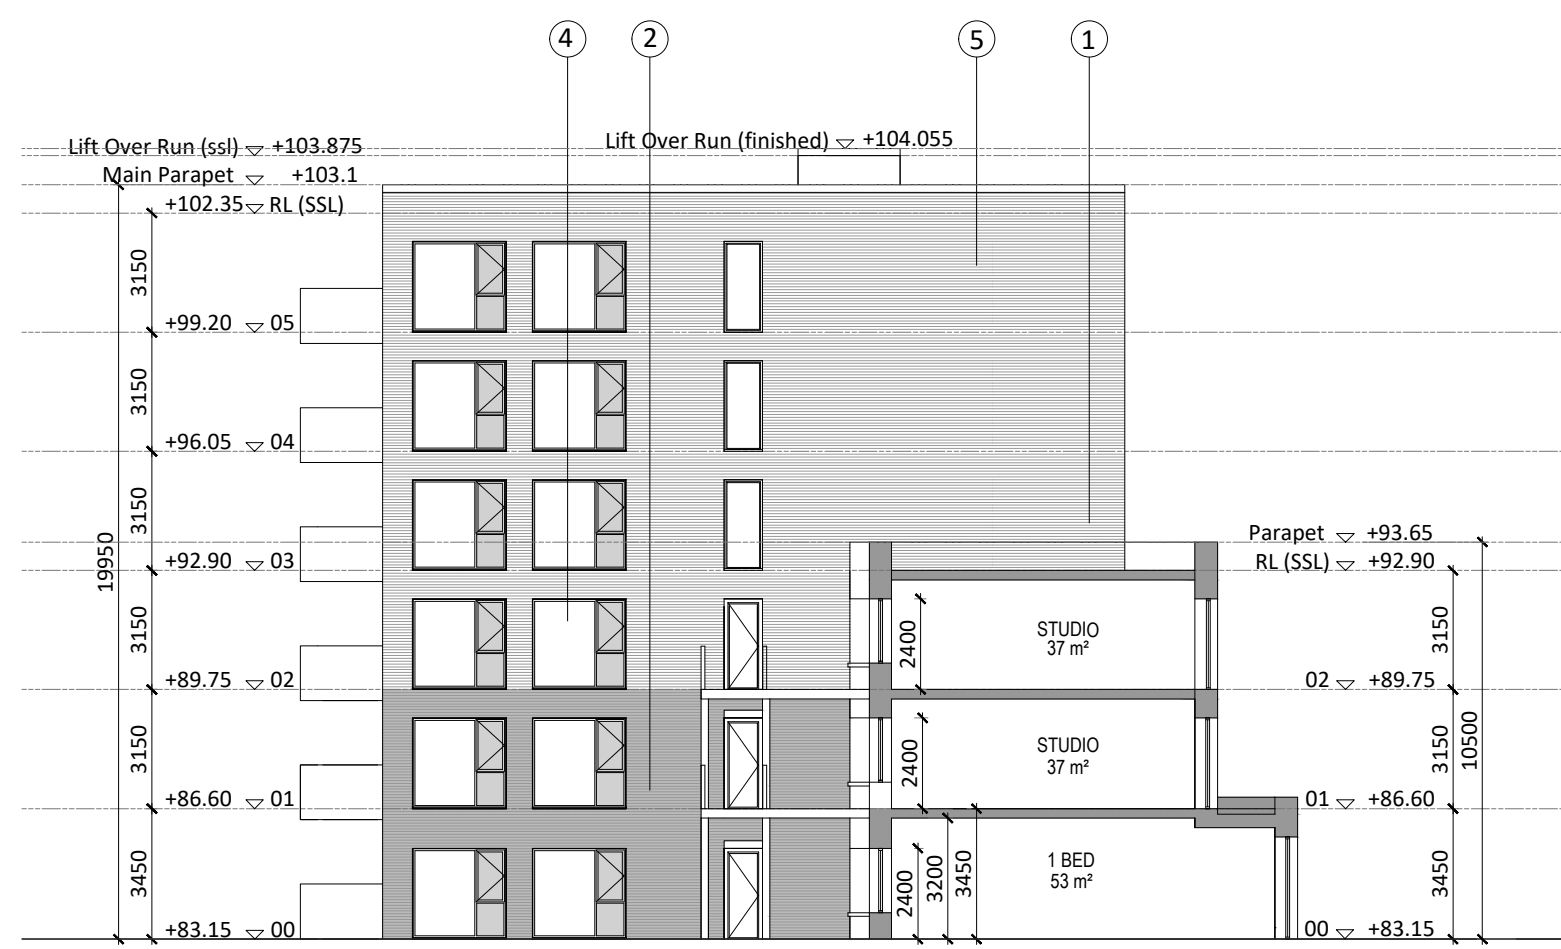 4 2 5 1
Lift Over Run (ssl) +103.875
Lift Over Run (finished) +104.055
Main Parapet +103.1
+102.35 RL (SSL)
3150
+99.20 05
3150
+96.05 04
3150
19950
+92.90 03
3150
+89.75 02
3150
+86.60 01
3450
+83.15 00
Parapet +93.65
RL (SSL) +92.90
2400
STUDIO
37 m²
3150
02 +89.75
2400
STUDIO
37 m²
3150
10500
01 +86.60
2400
3200
3450
1 BED
53 m²
3450
00 +83.15